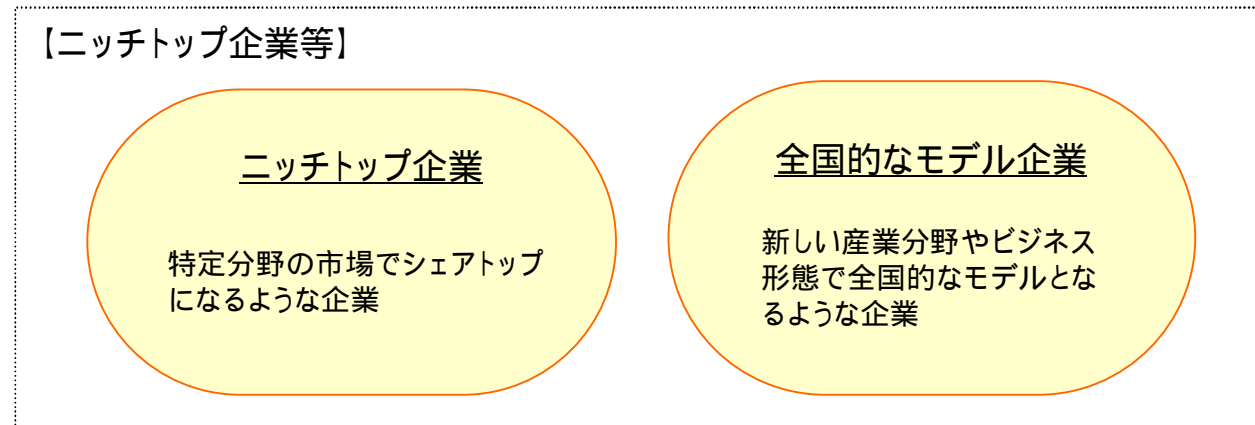 【ニッチトップ企業等】
ニッチトップ企業
特定分野の市場でシェアトップ
になるような企業
全国的なモデル企業
新しい産業分野やビジネス
形態で全国的なモデルとな
るような企業